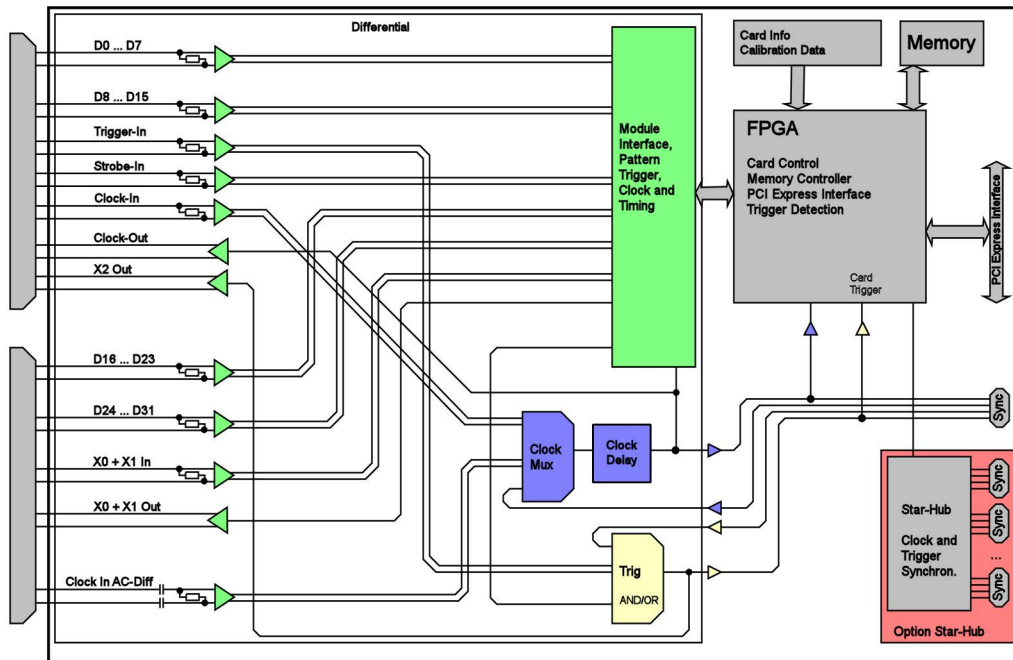 Differential
D0 ... D7
D8 ... D15
Trigger-In
Strobe-In
Clock-In
Clock-Out
X2 Out
D16 ... D23
D24 ... D31
X0 + X1 In
X0 + X1 Out
Clock In AC-Diff
Module
Interface,
Pattern
Trigger,
Clock and
Timing
Clock
Mux
Clock
Delay
Trig
AND/OR
Card Info
Calibration Data
Memory
FPGA
Card Control
Memory Controller
PCI Express Interface
Trigger Detection
Card
Trigger
PCI Express Interface
Sync
Star-Hub
Clock and
Trigger
Synchron.
Sync
Sync
...
Sync
Option Star-Hub